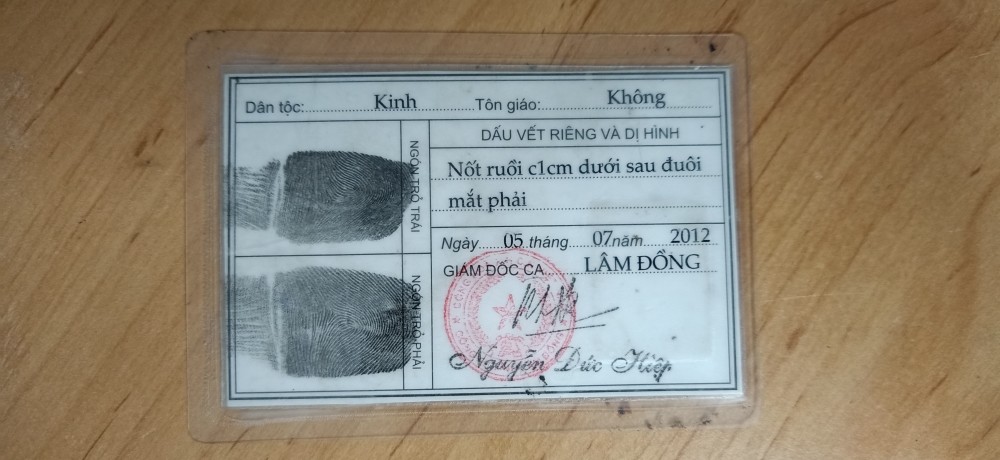 Dân tộc: Kinh Tôn giáo: Không
NGÓN TRỎ TRÁI
NGÓN TRỎ PHẢI
DẤU VẾT RIÊNG VÀ DỊ HÌNH
Nốt ruồi c1cm dưới sau đuôi
mắt phải
Ngày 05 tháng 07 năm 2012
GIÁM ĐỐC CA LÂM ĐỒNG
Nguyễn Đức Hiệp